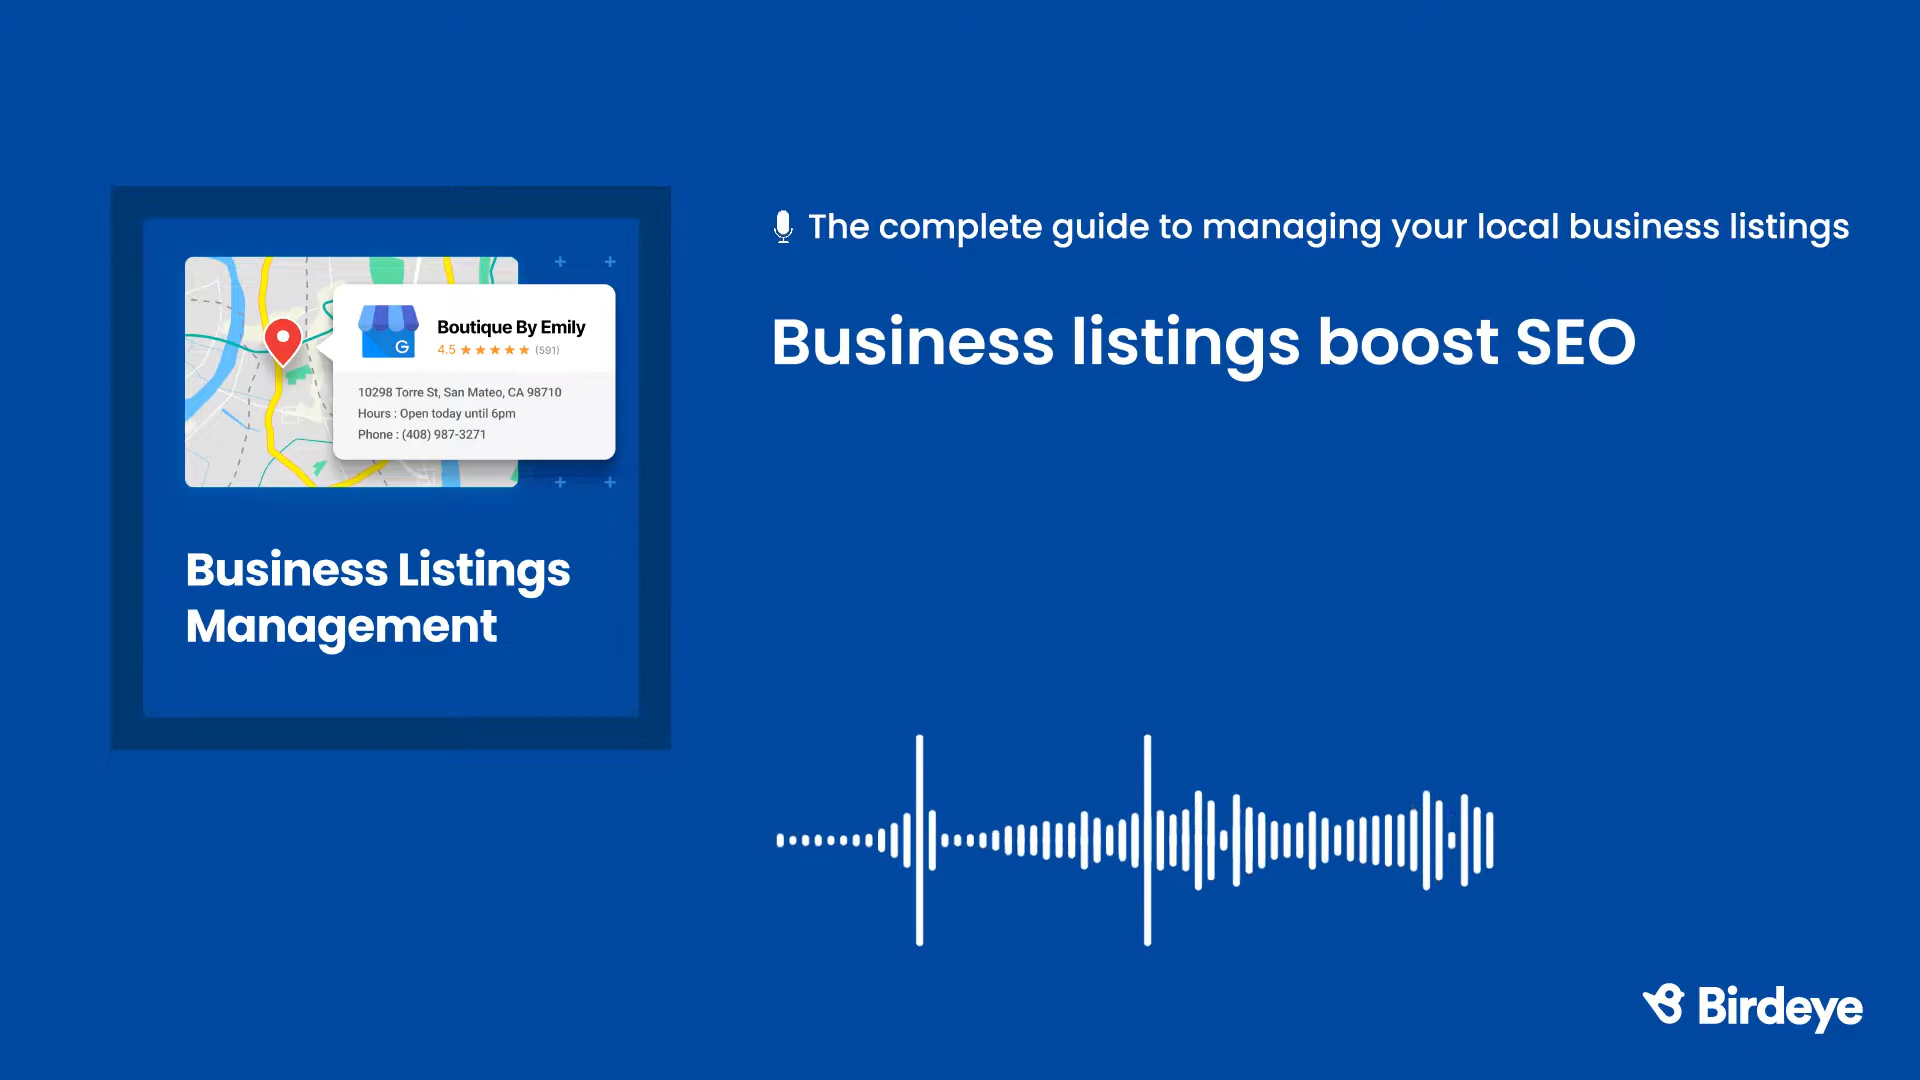 The complete guide to managing your local business listings
Business listings boost SEO
Boutique By Emily
4.5 ★★★★★ (591)
G
10298 Torre St, San Mateo, CA 98710
Hours : Open today until 6pm
Phone : (408) 987-3271
Business Listings
Management
Birdeye